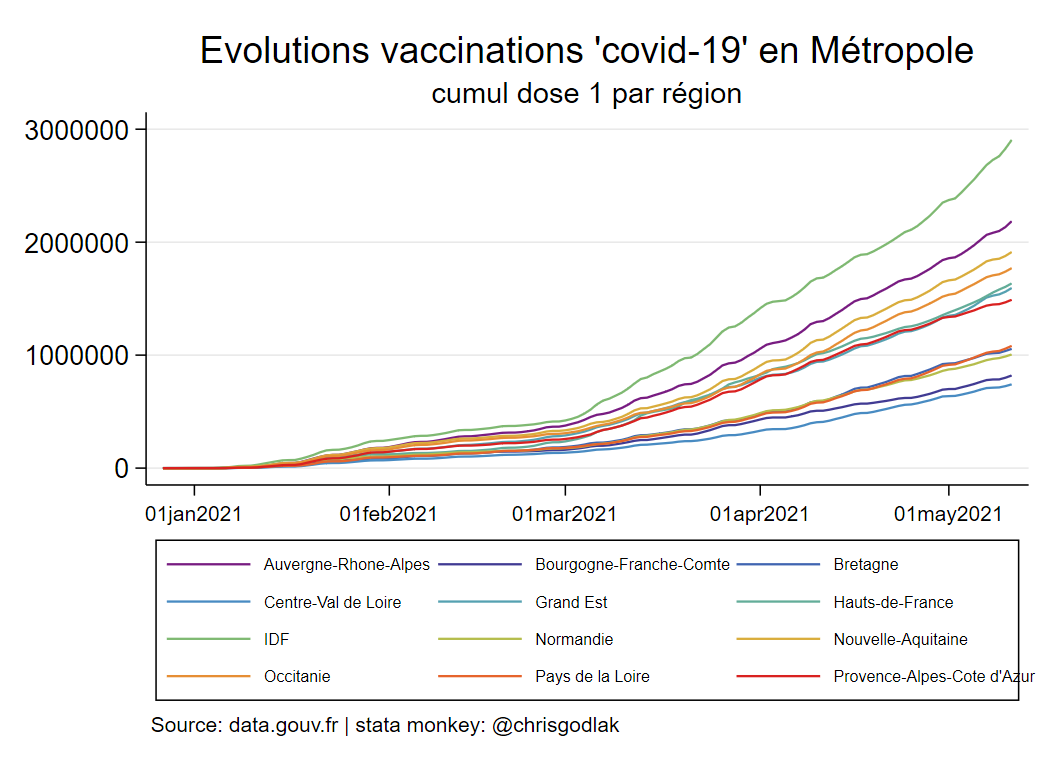 Evolutions vaccinations 'covid-19' en Métropole
cumul dose 1 par région
3000000
2000000
1000000
0
01jan2021 01feb2021 01mar2021 01apr2021 01may2021
Auvergne-Rhone-Alpes Bourgogne-Franche-Comte Bretagne
Centre-Val de Loire Grand Est Hauts-de-France
IDF Normandie Nouvelle-Aquitaine
Occitanie Pays de la Loire Provence-Alpes-Cote d'Azur
Source: data.gouv.fr | stata monkey: @chrisgodlak